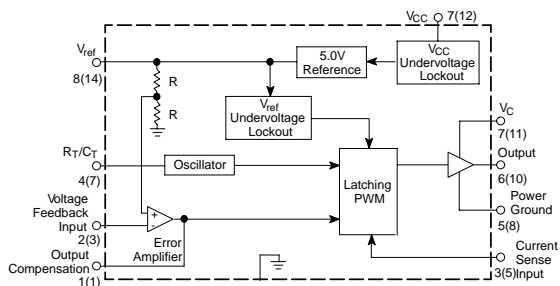 VCC 7(12)
Vref
8(14)
R
R
5.0V
Reference
VCC
Undervoltage
Lockout
Vref
Undervoltage
Lockout
VC
7(11)
RT/CT
4(7)
Oscillator
Latching
PWM
Output
6(10)
Voltage
Feedback
Input
2(3)
+
-
Error
Amplifier
Power
Ground
5(8)
Output
Compensation
1(1)
Current
Sense
Input
3(5)